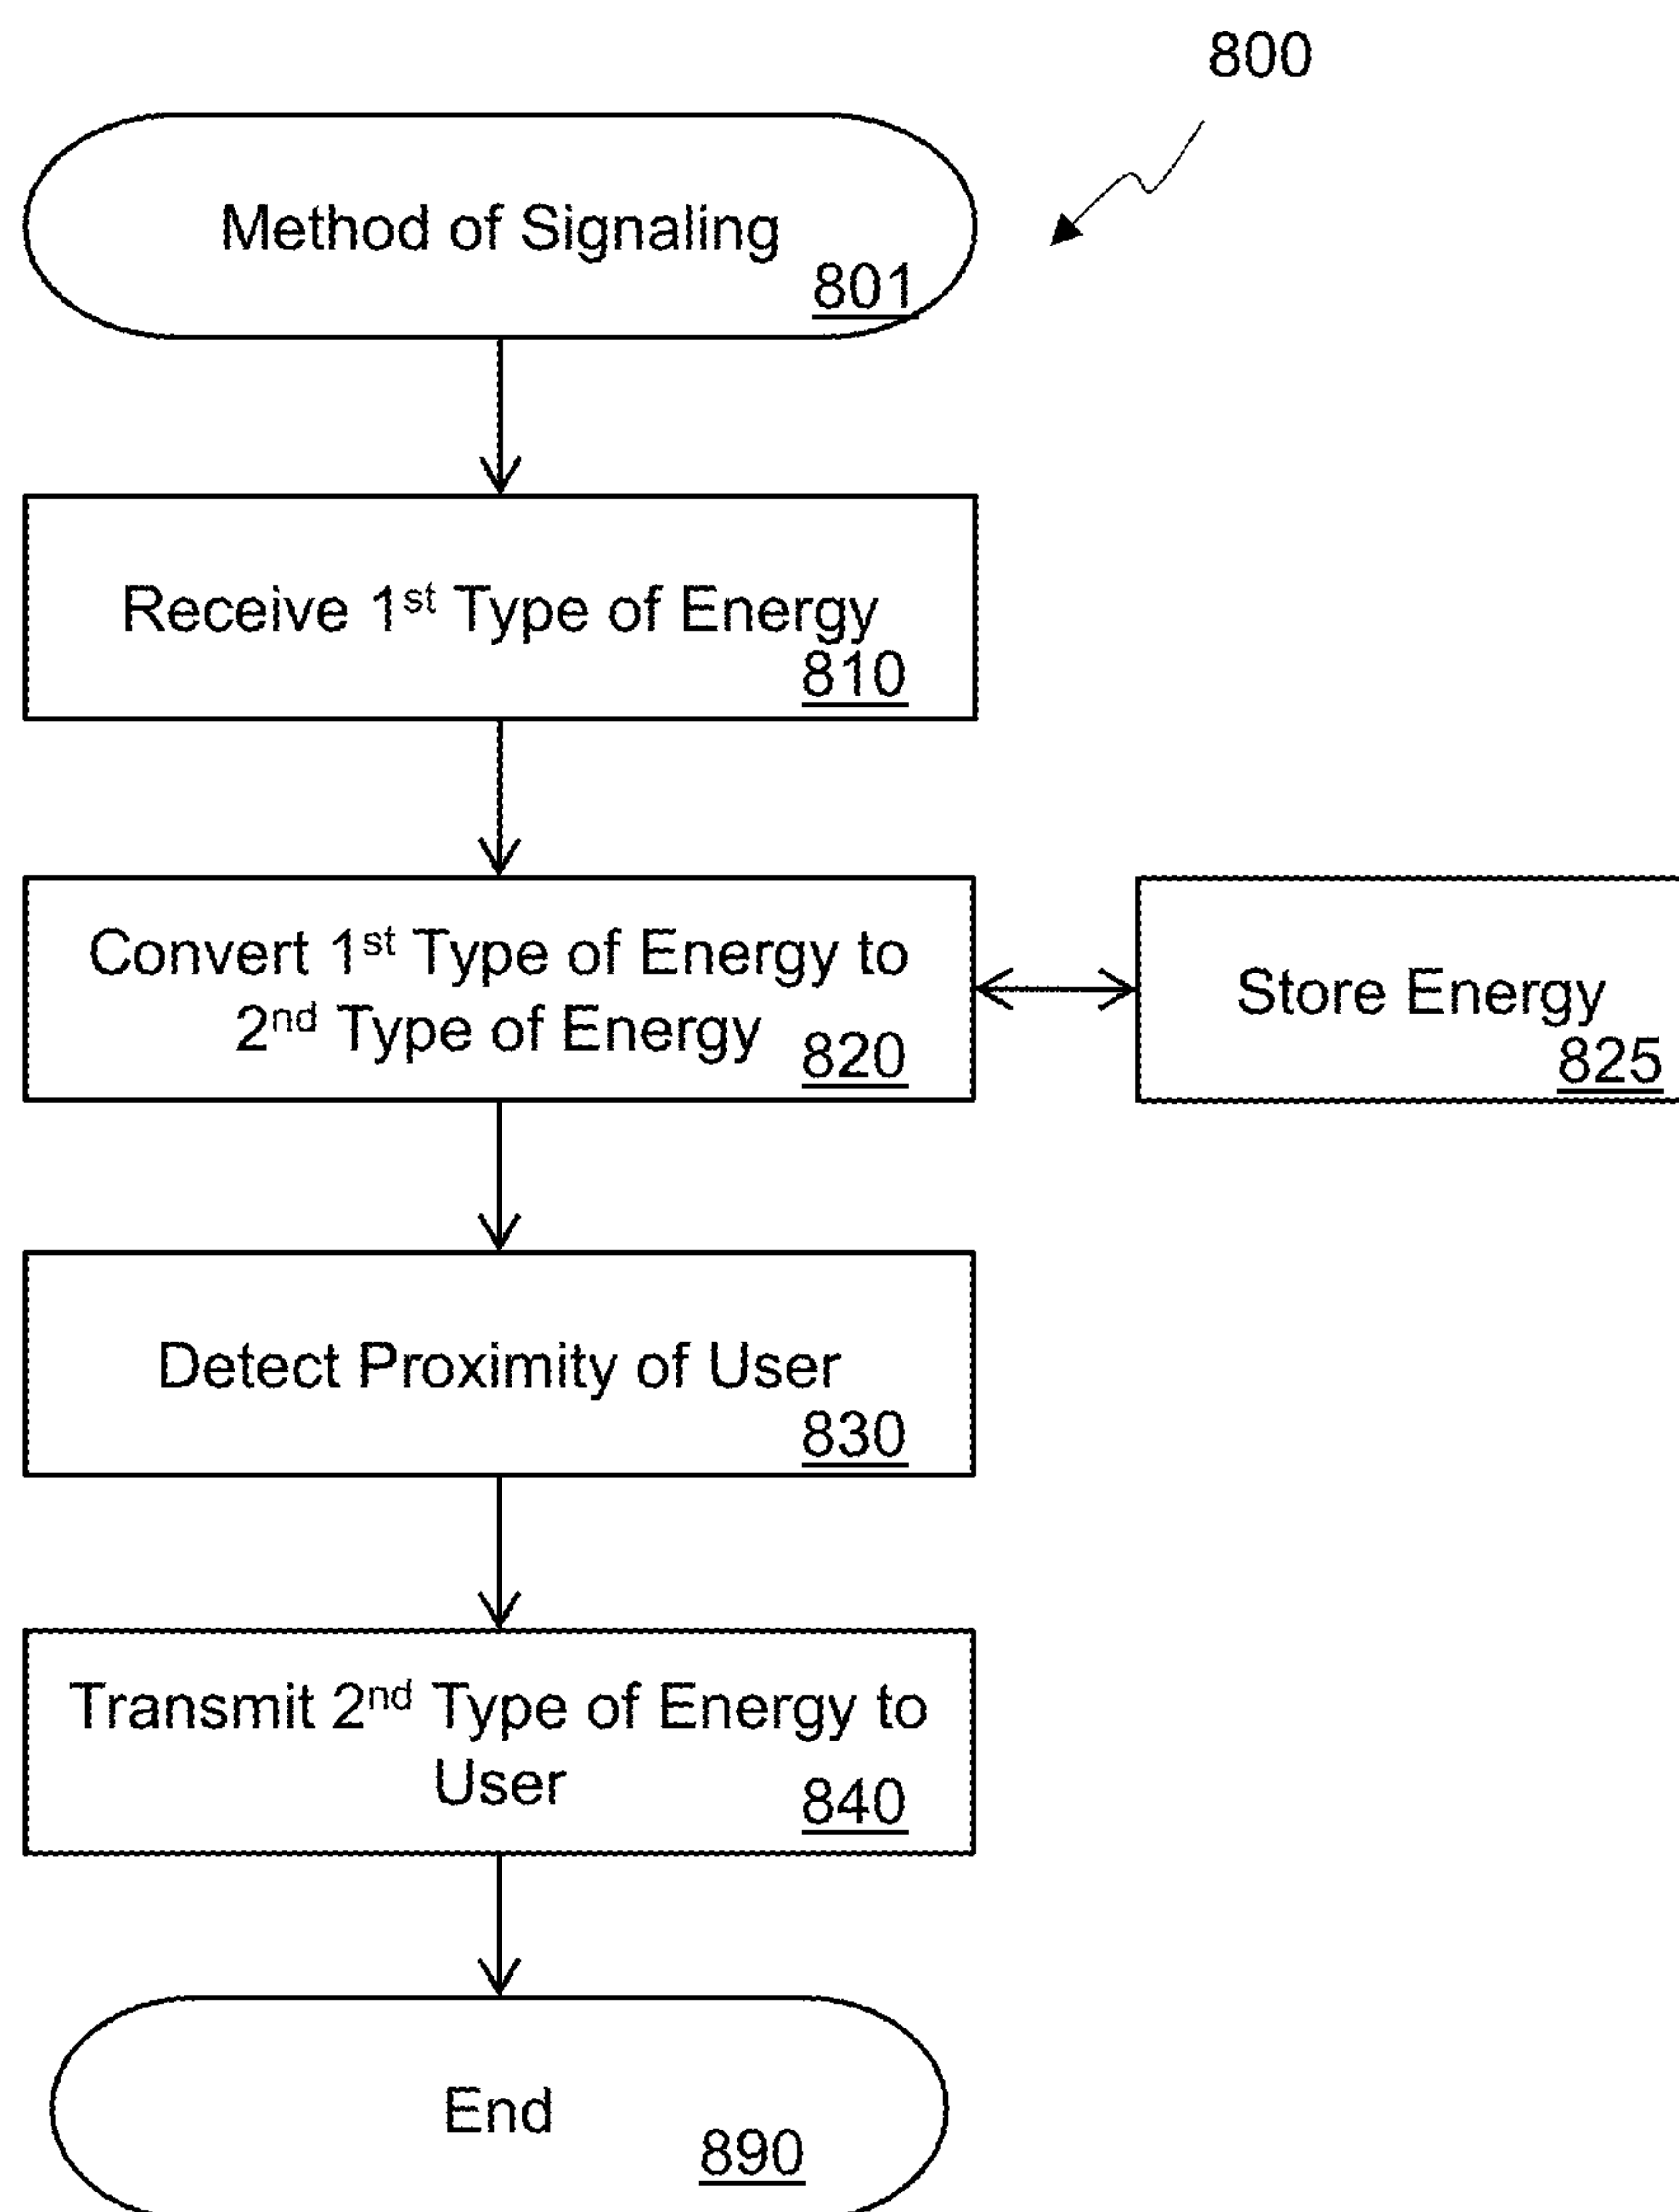 800
Method of Signaling
801
Receive 1st Type of Energy
810
Convert 1st Type of Energy to
2nd Type of Energy
820
Store Energy
825
Detect Proximity of User
830
Transmit 2nd Type of Energy to
User
840
End
890